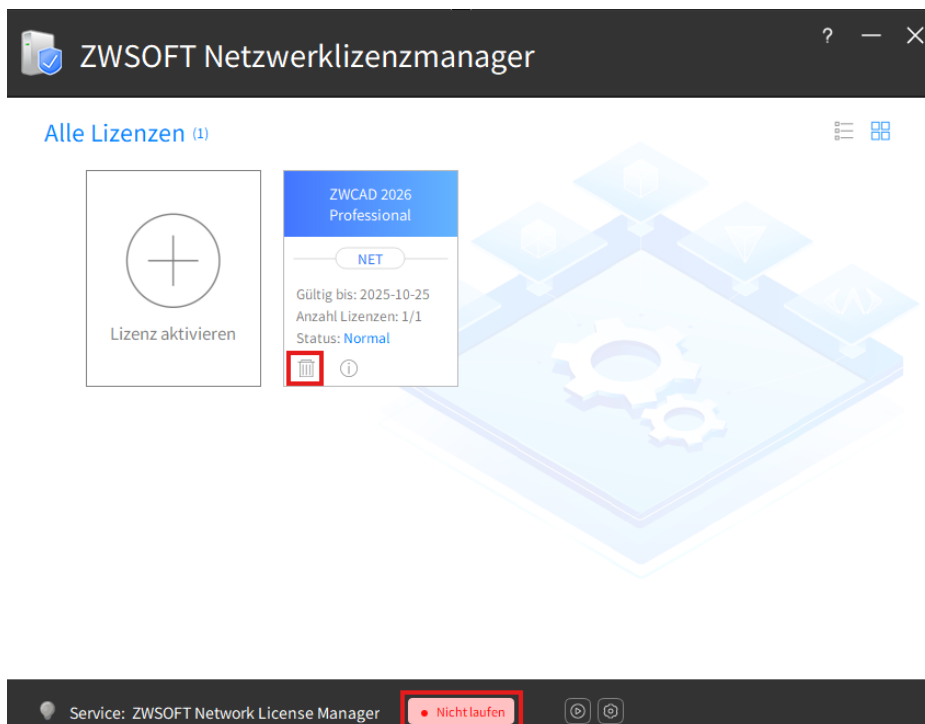 ZWSOFT Netzwerklizenzmanager
?
Alle Lizenzen (1)
Lizenz aktivieren
ZWCAD 2026
Professional
NET
Gültig bis: 2025-10-25
Anzahl Lizenzen: 1/1
Status: Normal
Service: ZWSOFT Network License Manager
Nicht laufen